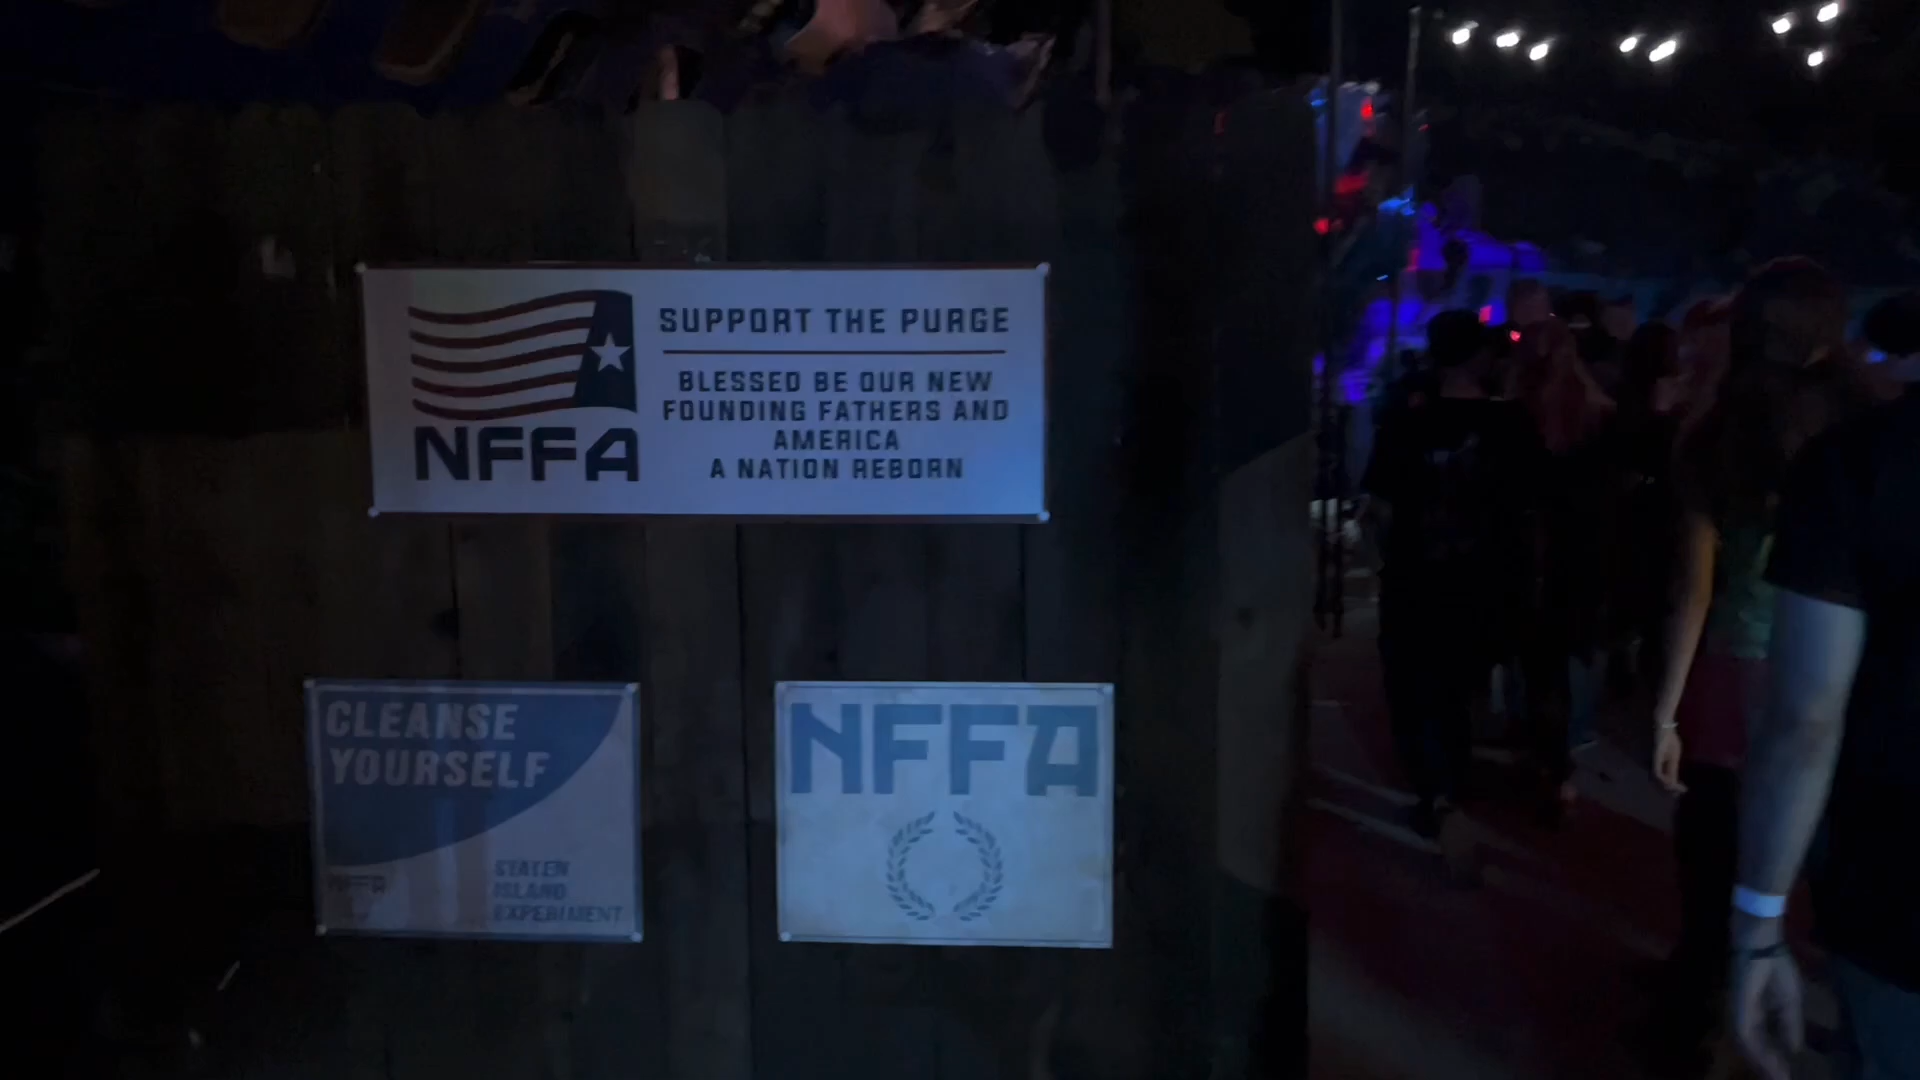 NFFA
SUPPORT THE PURGE
BLESSED BE OUR NEW
FOUNDING FATHERS AND
AMERICA
A NATION REBORN
CLEANSE
YOURSELF
NFFA
STATEN
ISLAND
EXPERIMENT
NFFA